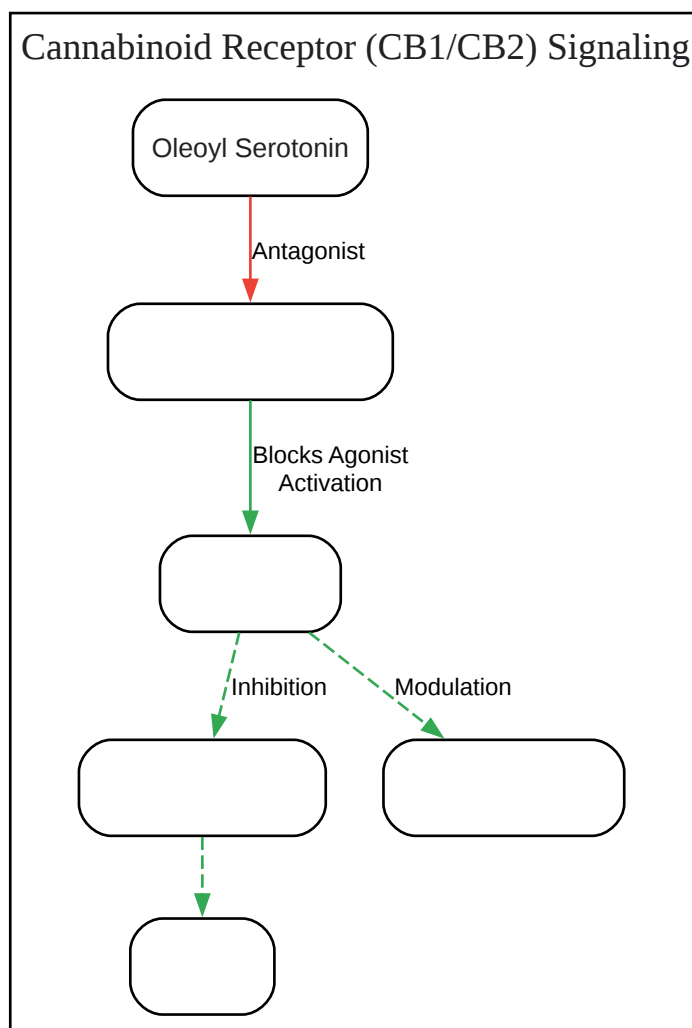 Cannabinoid Receptor (CB1/CB2) Signaling
Oleoyl Serotonin
Antagonist
Blocks Agonist
Activation
Inhibition
Modulation